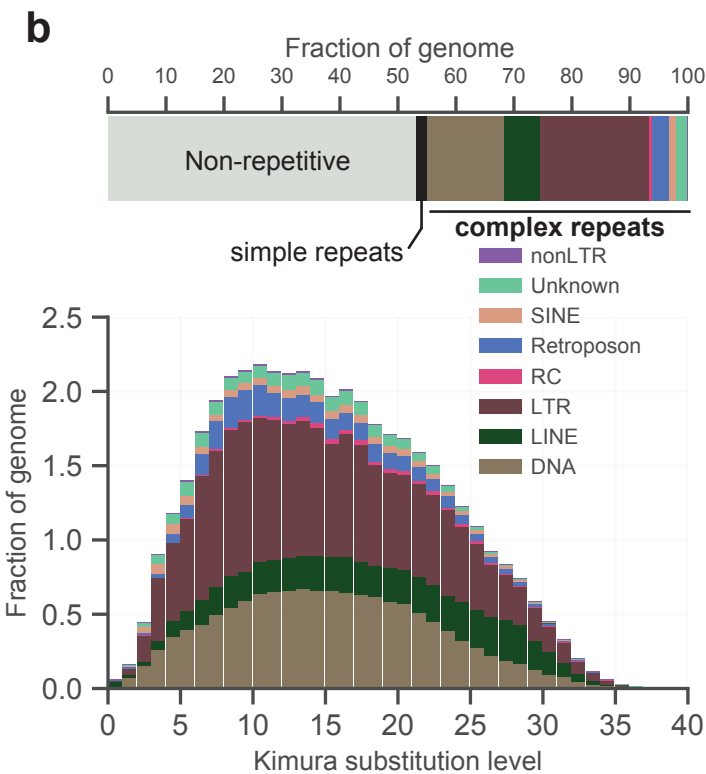 b
Fraction of genome
0 10 20 30 40 50 60 70 80 90 100
Non-repetitive
simple repeats
complex repeats
nonLTR
Unknown
SINE
Retroposon
RC
LTR
LINE
DNA
Fraction of genome
2.5
2.0
1.5
1.0
0.5
0.0
0 5 10 15 20 25 30 35 40
Kimura substitution level